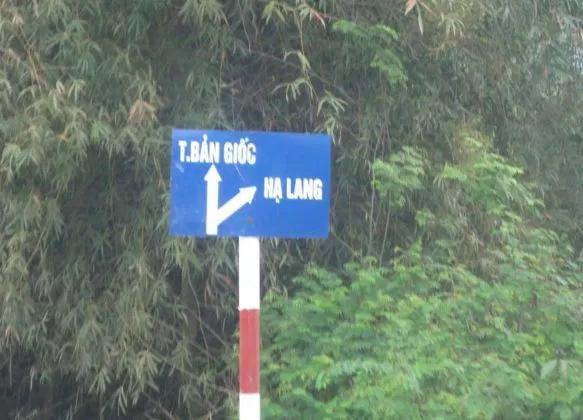 T.BẢN GIỐC
HẠ LANG